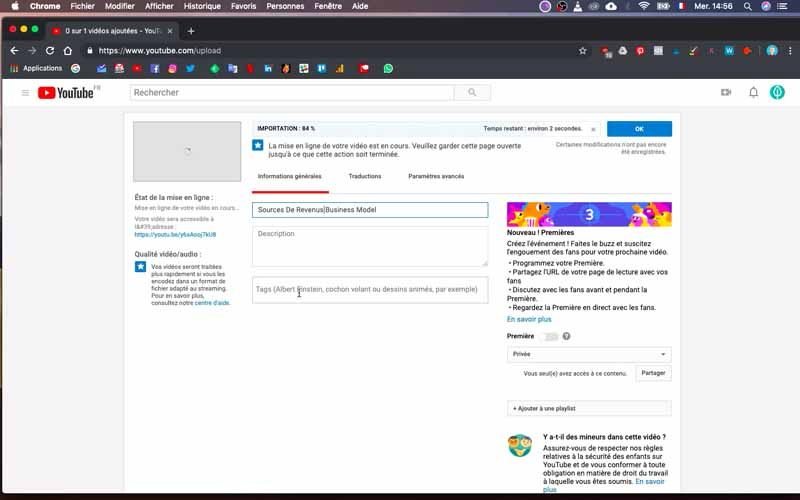 Chrome Fichier Modifier Afficher Historique Favoris Personnes Fenêtre Aide Mer. 14:56
0 sur 1 vidéos ajoutées - YouT
https://www.youtube.com/upload
Applications
YouTube FR
Rechercher
IMPORTATION : 84 %
Temps restant : environ 2 secondes.
OK
La mise en ligne de votre vidéo est en cours. Veuillez garder cette page ouverte
jusqu'à ce que cette action soit terminée.
Certaines modifications n'ont pas encore
été enregistrées.
Informations générales
Traductions
Paramètres avancés
État de la mise en ligne :
Mise en ligne de votre vidéo en cours...
Votre vidéo sera accessible à
l&#39;adresse :
Qualité vidéo/audio :
Vos vidéos seront traitées
plus rapidement si vous les
encodez dans un format de
fichier adapté au streaming.
Pour en savoir plus,
consultez notre centre d'aide.
Sources De Revenus|Business Model
Description
Tags (Albert Einstein, cochon volant ou dessins animés, par exemple)
3
Nouveau ! Premières
Créez l'événement ! Faites le buzz et suscitez
l'engouement des fans pour votre prochaine vidéo.
• Programmez votre Première.
• Partagez l'URL de votre page de lecture avec vos
fans
• Discutez avec les fans avant et pendant la
Première.
• Regardez la Première en direct avec les fans.
En savoir plus
Première
Privée
Vous seul(e) avez accès à ce contenu.
Partager
+ Ajouter à une playlist
Y a-t-il des mineurs dans cette vidéo ?
Assurez-vous de respecter nos règles
relatives à la sécurité des enfants sur
YouTube et de vous conformer à toute
obligation en matière de droit du travail
à laquelle vous êtes soumis. En savoir
plus